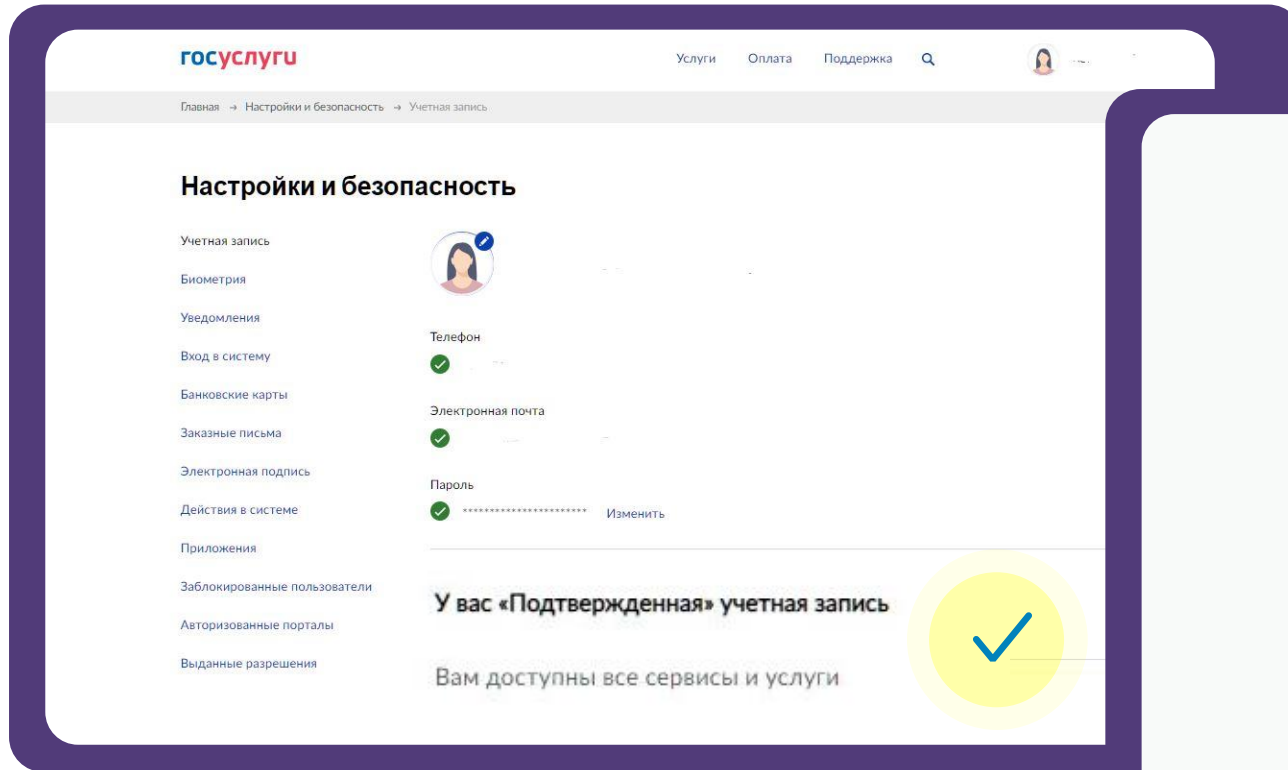 госуслуги
Услуги Оплата Поддержка
Главная → Настройки и безопасность → Учетная запись
Настройки и безопасность
Учетная запись
Биометрия
Уведомления
Вход в систему
Банковские карты
Заказные письма
Электронная подпись
Действия в системе
Приложения
Заблокированные пользователи
Авторизованные порталы
Выданные разрешения
Телефон
Электронная почта
Пароль
*********************** Изменить
У вас «Подтвержденная» учетная запись
Вам доступны все сервисы и услуги